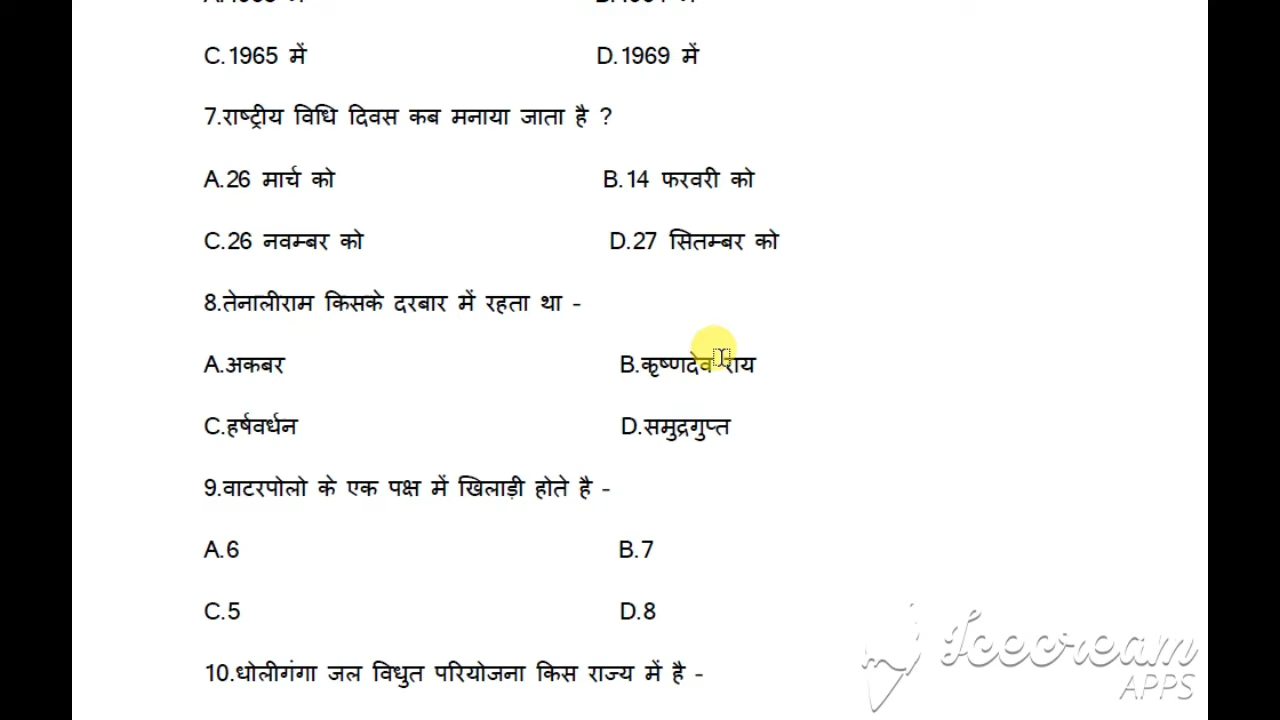 C.1965 में D.1969 में
7.राष्ट्रीय विधि दिवस कब मनाया जाता है ?
A.26 मार्च को B.14 फरवरी को
C.26 नवम्बर को D.27 सितम्बर को
8.तेनालीराम किसके दरबार में रहता था -
A.अकबर B.कृष्णदेव राय
C.हर्षवर्धन D.समुद्रगुप्त
9.वाटरपोलो के एक पक्ष में खिलाड़ी होते है -
A.6 B.7
C.5 D.8
10.धोलीगंगा जल विधुत परियोजना किस राज्य में है -
Icecream
APPS